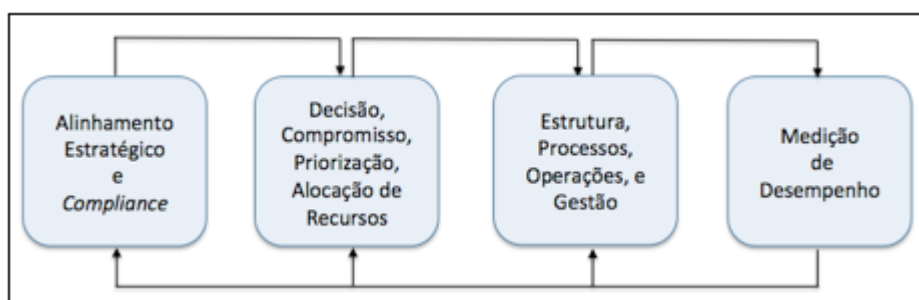 Alinhamento
Estratégico
e
Compliance
Decisão,
Compromisso,
Priorização,
Alocação de
Recursos
Estrutura,
Processos,
Operações, e
Gestão
Medição
de
Desempenho